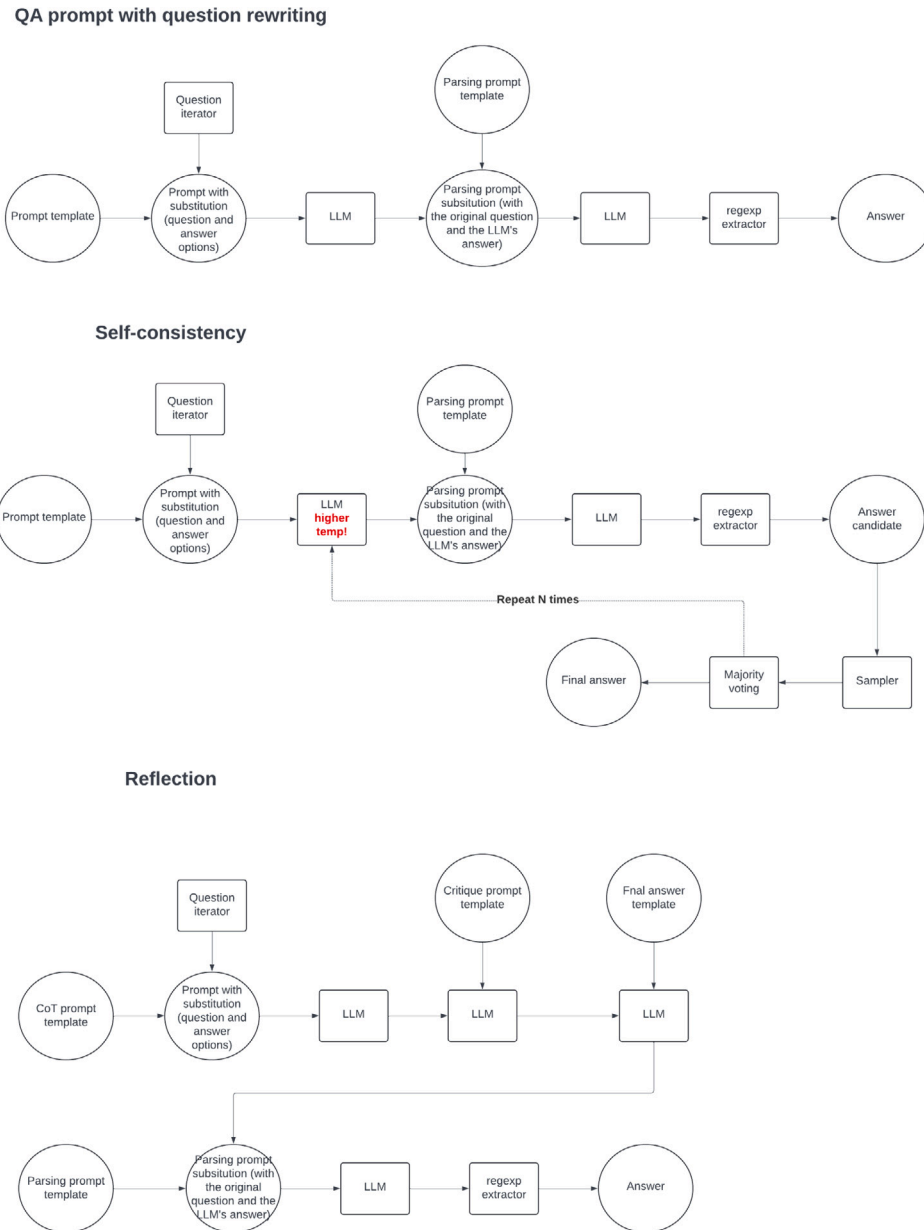 QA prompt with question rewriting
Question
iterator
Parsing prompt
template
Prompt template
Prompt with
substitution
(question and
answer
options)
LLM
Parsing prompt
subsitution (with
the original question
and the LLM's
answer)
LLM
regexp
extractor
Answer
Self-consistency
Question
iterator
Parsing prompt
template
Prompt template
Prompt with
substitution
(question and
answer
options)
LLM
higher
temp!
Parsing prompt
subsitution (with
the original
question and the
LLM's answer)
LLM
regexp
extractor
Answer
candidate
Repeat N times
Final answer
Majority
voting
Sampler
Reflection
Question
iterator
Critique prompt
template
Fnal answer
template
CoT prompt
template
Prompt with
substitution
(question and
answer
options)
LLM
LLM
LLM
Parsing prompt
template
Parsing prompt
subsitution (with
the original
question and the
LLM's answer)
LLM
regexp
extractor
Answer